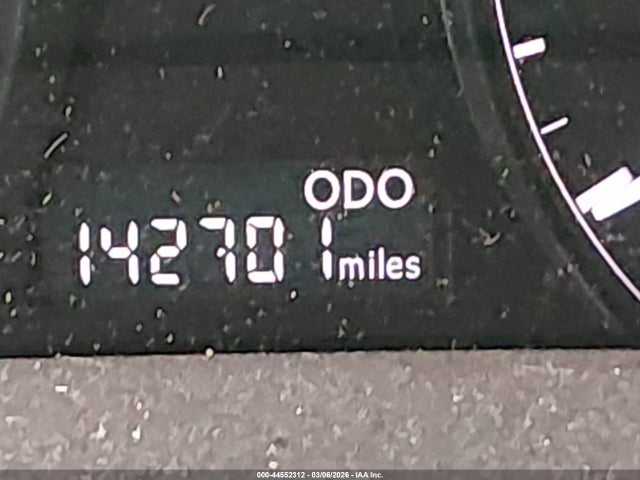 ODO
142701 miles
000-44552312 - 03/06/2026 - IAA Inc.